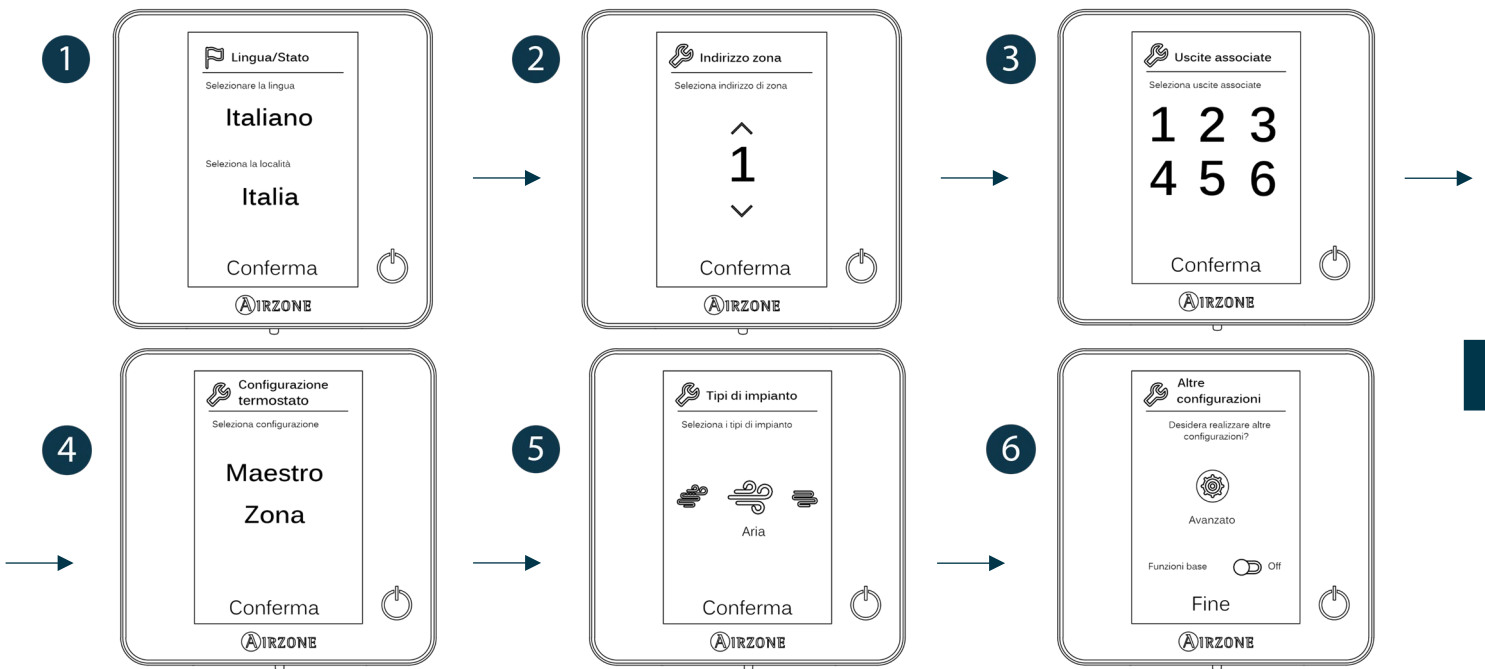 1
Lingua/Stato
Selezionare la lingua
Italiano
Seleziona la località
Italia
Conferma
AIRZONE
2
Indirizzo zona
Seleziona indirizzo di zona
1
Conferma
AIRZONE
3
Uscite associate
Seleziona uscite associate
1 2 3
4 5 6
Conferma
AIRZONE
4
Configurazione
termostato
Seleziona configurazione
Maestro
Zona
Conferma
AIRZONE
5
Tipi di impianto
Seleziona i tipi di impianto
Aria
Conferma
AIRZONE
6
Altre
configurazioni
Desidera realizzare altre
configurazioni?
Avanzato
Funzioni base Off
Fine
AIRZONE